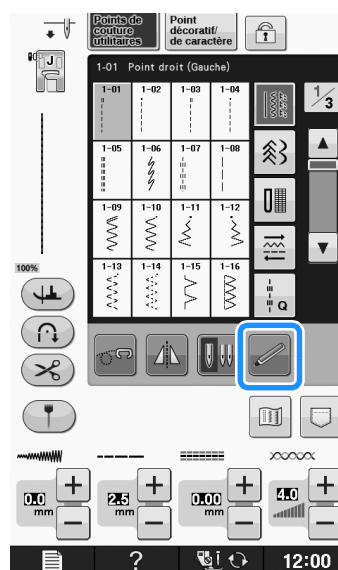 Points de
couture
utilitaires
Point
décoratif/
de caractère
J
1-01 Point droit (Gauche)
1/3
1-01 1-02 1-03 1-04
1-05 1-06 1-07 1-08
1-09 1-10 1-11 1-12
1-13 1-14 1-15 1-16
Q
100%
0.0 mm
2.5 mm
0.00 mm
4.0
?
12:00